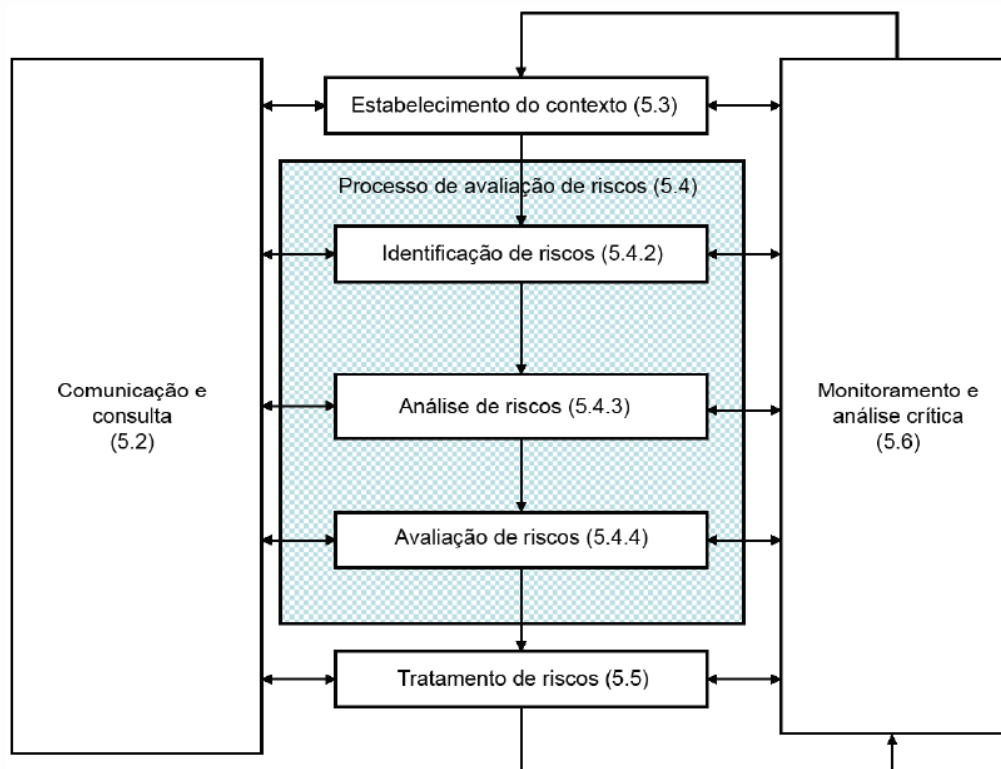 Estabelecimento do contexto (5.3)
Processo de avaliação de riscos (5.4)
Identificação de riscos (5.4.2)
Comunicação e
consulta
(5.2)
Análise de riscos (5.4.3)
Monitoramento e
análise crítica
(5.6)
Avaliação de riscos (5.4.4)
Tratamento de riscos (5.5)